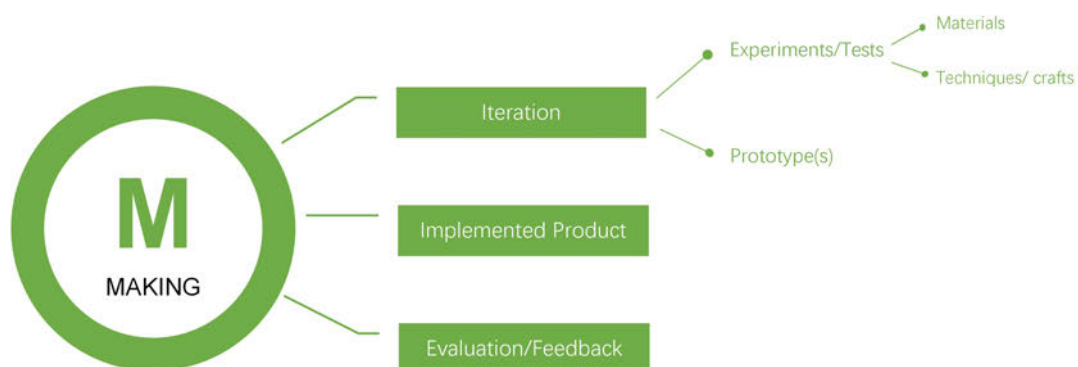 M
MAKING
Iteration
Experiments/Tests
Materials
Techniques/ crafts
Prototype(s)
Implemented Product
Evaluation/Feedback